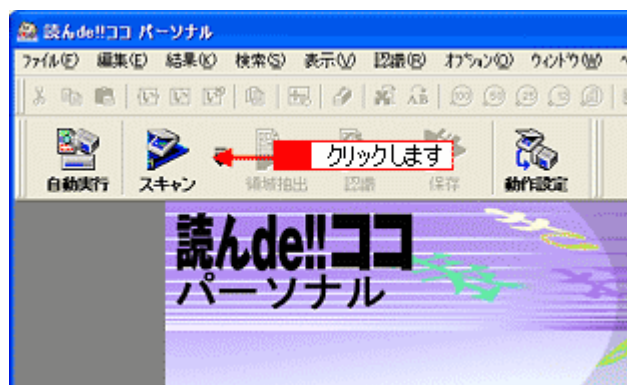 読んde!!ココ パーソナル
ファイル(F) 編集(E) 結果(K) 検索(S) 表示(V) 認識(R) オプション(O) ウィンドウ(W)
100 50 25
クリックします
自動実行 スキャン 領域抽出 認識 保存 動作設定
読んde!!ココ
パーソナル